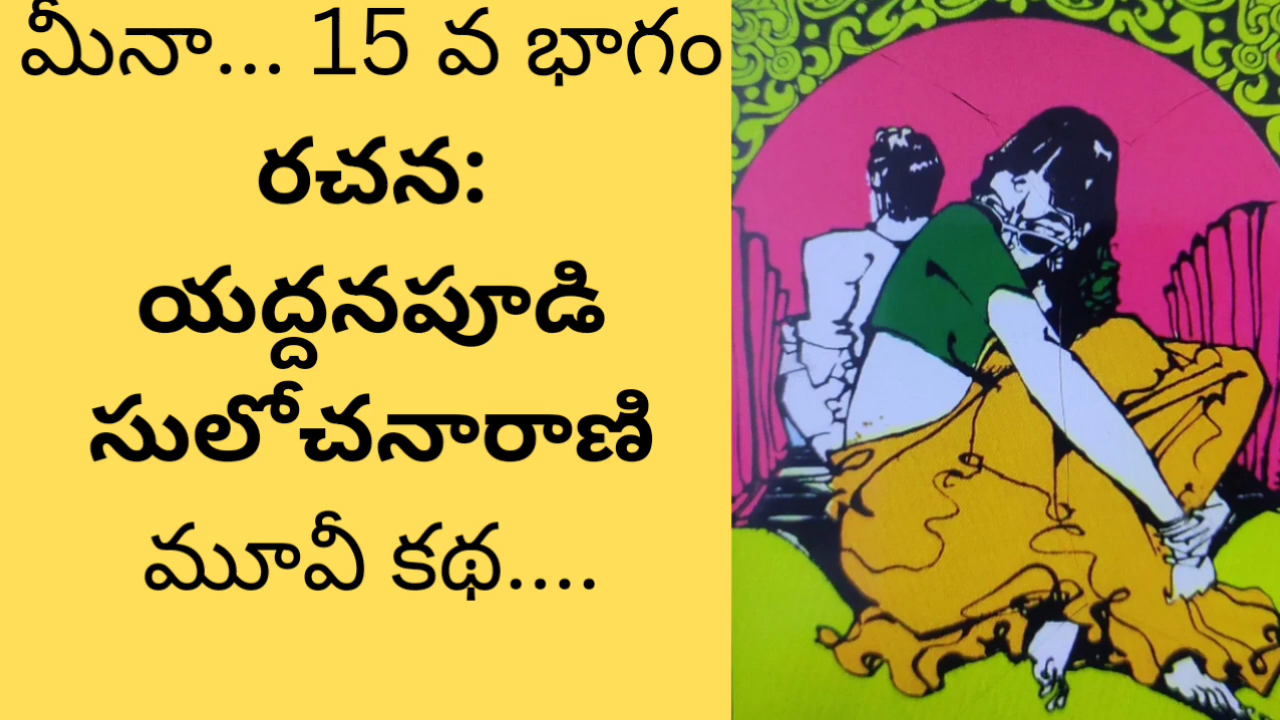 మీనా... 15 వ భాగం
రచన:
యద్దనపూడి
సులోచనారాణి
మూవీ కథ....